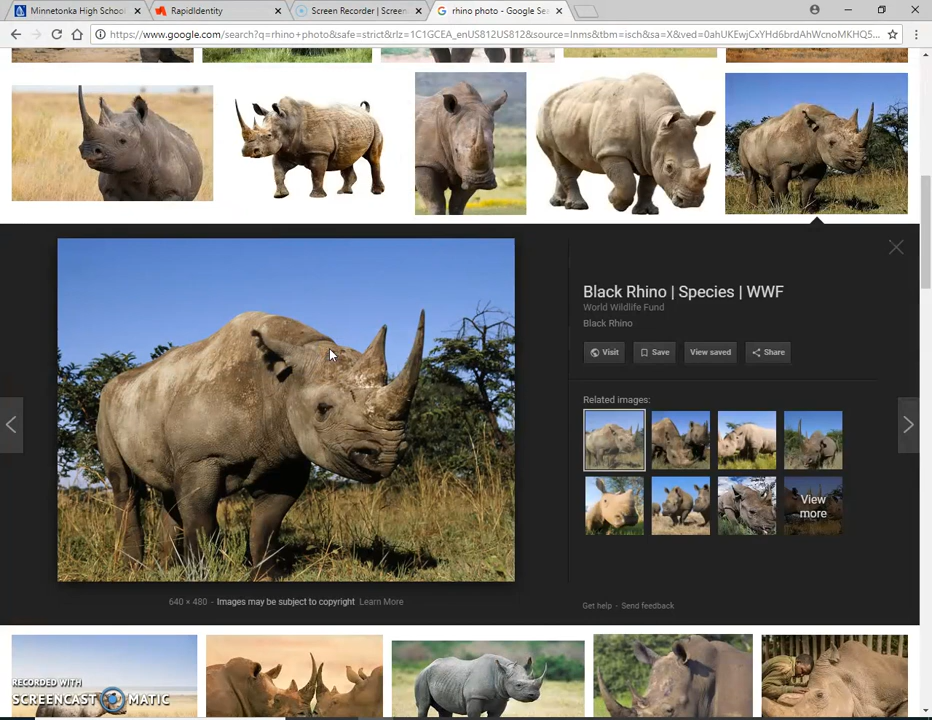 Minnetonka High School
RapidIdentity
Screen Recorder | Screen
rhino photo - Google Sea
https://www.google.com/search?q=rhino+photo&safe=strict&rlz=1C1GCEA_enUS812US812&source=lnms&tbm=isch&sa=X&ved=0ahUKEwjCxYHd6brdAhWcnoMKHQ5...
Black Rhino | Species | WWF
World Wildlife Fund
Black Rhino
Visit
Save
View saved
Share
Related images:
View
more
640 × 480 · Images may be subject to copyright Learn More
Get help - Send feedback
RECORDED WITH
SCREENCAST MATIC